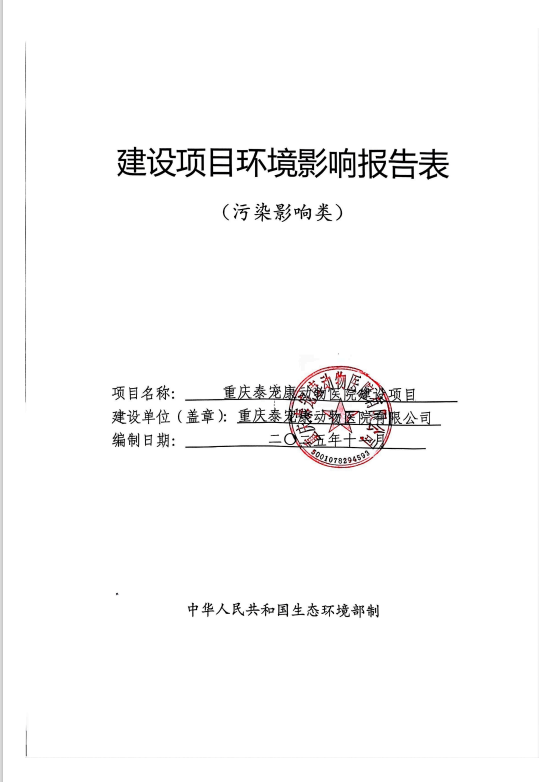 建设项目环境影响报告表
（污染影响类）
项目名称： 重庆泰宠康动物医院建设项目
建设单位（盖章）：重庆泰宠康动物医院有限公司
编制日期： 二〇二五年十一月
5001078294593
中华人民共和国生态环境部制